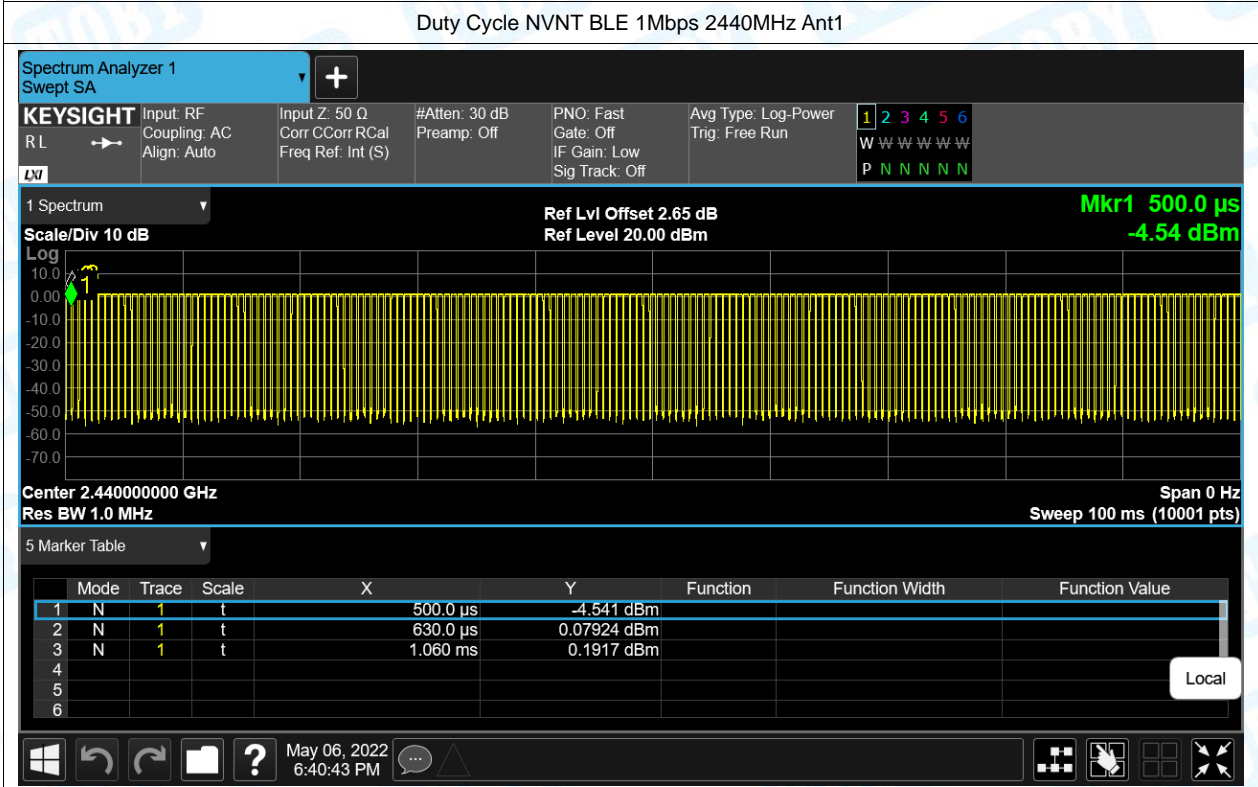 Duty Cycle NVNT BLE 1Mbps 2440MHz Ant1
Spectrum Analyzer 1
Swept SA
KEYSIGHT
RL
LXI
Input: RF
Coupling: AC
Align: Auto
Input Z: 50 Ω
Corr CCorr RCal
Freq Ref: Int (S)
#Atten: 30 dB
Preamp: Off
PNO: Fast
Gate: Off
IF Gain: Low
Sig Track: Off
Avg Type: Log-Power
Trig: Free Run
1 2 3 4 5 6
W W W W W W
P N N N N N
1 Spectrum
Scale/Div 10 dB
Ref Lvl Offset 2.65 dB
Ref Level 20.00 dBm
Mkr1 500.0 µs
-4.54 dBm
Log
10.0
0.00
-10.0
-20.0
-30.0
-40.0
-50.0
-60.0
-70.0
1
Center 2.440000000 GHz
Res BW 1.0 MHz
Span 0 Hz
Sweep 100 ms (10001 pts)
5 Marker Table
Mode Trace Scale X Y Function Function Width Function Value
1 N 1 t 500.0 µs -4.541 dBm
2 N 1 t 630.0 µs 0.07924 dBm
3 N 1 t 1.060 ms 0.1917 dBm
4
5
6
Local
?
May 06, 2022
6:40:43 PM